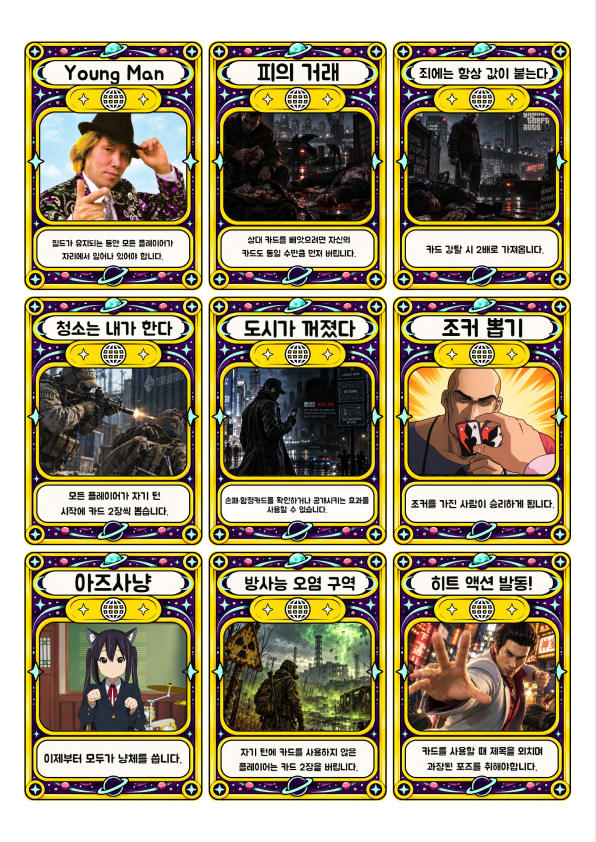 Young Man
필드가 유지되는 동안 모든 플레이어가
자리에서 일어나 있어야 합니다.
피의 거래
상대 카드를 빼앗으려면 자신의
카드도 동일 수만큼 먼저 버립니다.
죄에는 항상 값이 붙는다
grand
theft
auto
카드 강탈 시 2배로 가져옵니다.
청소는 내가 한다
모든 플레이어가 자기 턴
시작에 카드 2장씩 뽑습니다.
도시가 꺼졌다
손패·함정카드를 확인하거나 공개시키는 효과를
사용할 수 없습니다.
조커 뽑기
조커를 가진 사람이 승리하게 됩니다.
아즈사냥
이제부터 모두가 냥체를 씁니다.
방사능 오염 구역
자기 턴에 카드를 사용하지 않은
플레이어는 카드 2장을 버립니다.
히트 액션 발동!
카드를 사용할 때 제목을 외치며
과장된 포즈를 취해야합니다.